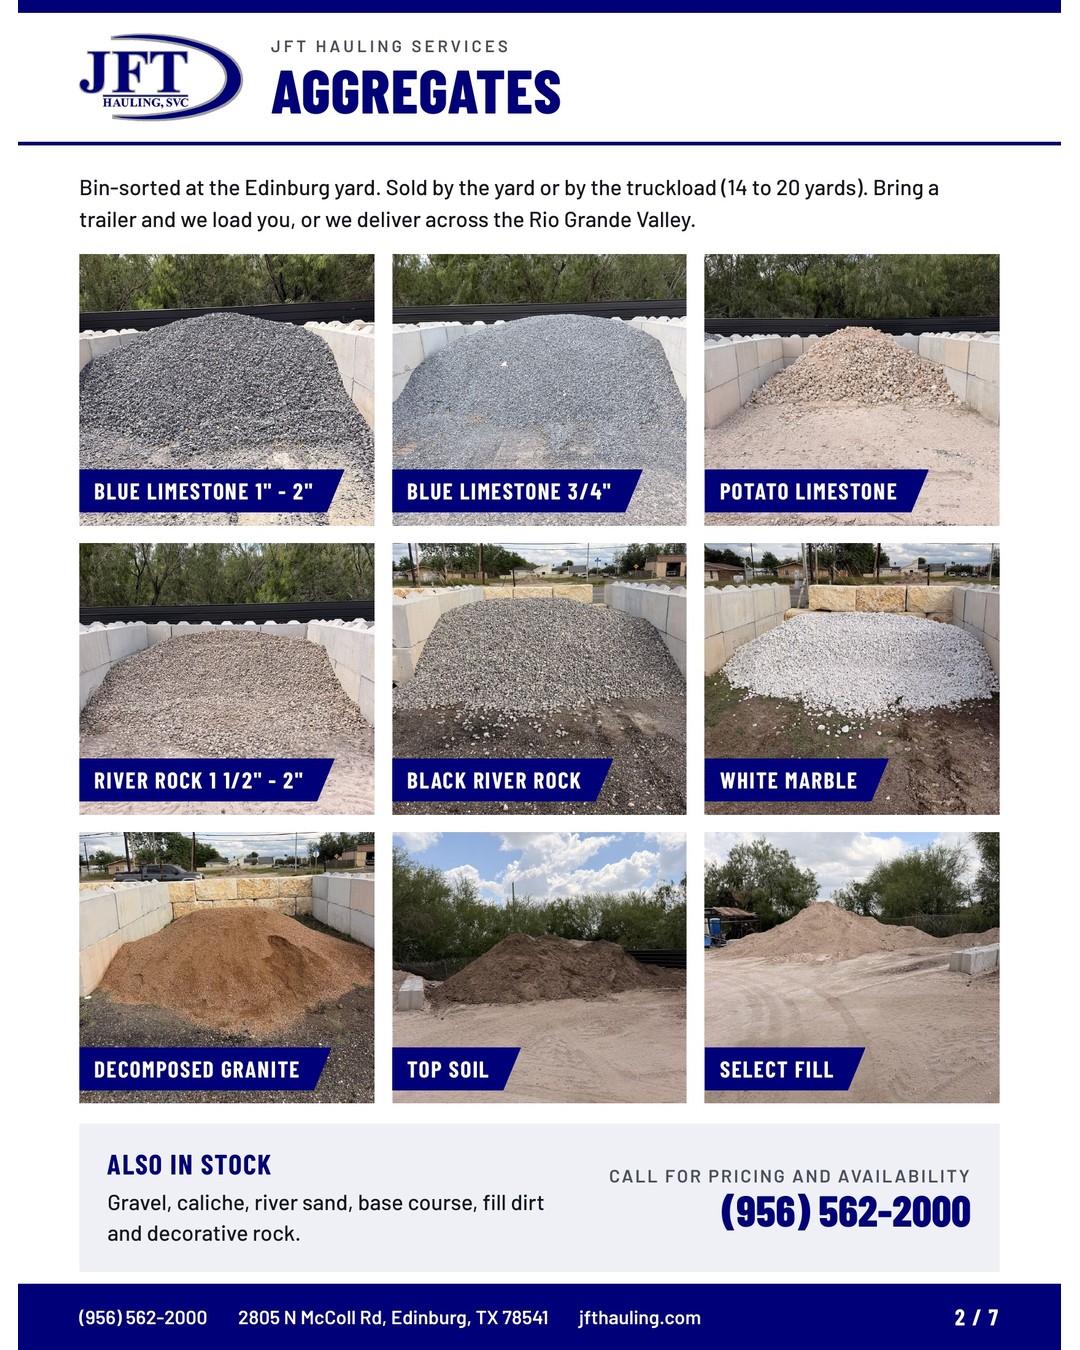 JFT
HAULING, SVC
JFT HAULING SERVICES
AGGREGATES
Bin-sorted at the Edinburg yard. Sold by the yard or by the truckload (14 to 20 yards). Bring a
trailer and we load you, or we deliver across the Rio Grande Valley.
BLUE LIMESTONE 1" - 2"
BLUE LIMESTONE 3/4"
POTATO LIMESTONE
RIVER ROCK 1 1/2" - 2"
BLACK RIVER ROCK
WHITE MARBLE
DECOMPOSED GRANITE
TOP SOIL
SELECT FILL
ALSO IN STOCK
Gravel, caliche, river sand, base course, fill dirt
and decorative rock.
CALL FOR PRICING AND AVAILABILITY
(956) 562-2000
(956) 562-2000 2805 N McColl Rd, Edinburg, TX 78541 jfthauling.com 2 / 7